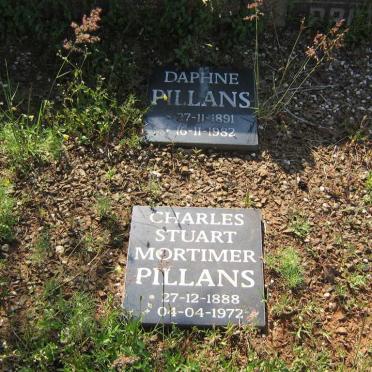 DAPHNE
PILLANS
* 27-11-1891
+ 16-11-1982
CHARLES
STUART
MORTIMER
PILLANS
* 27-12-1888
+ 04-04-1972